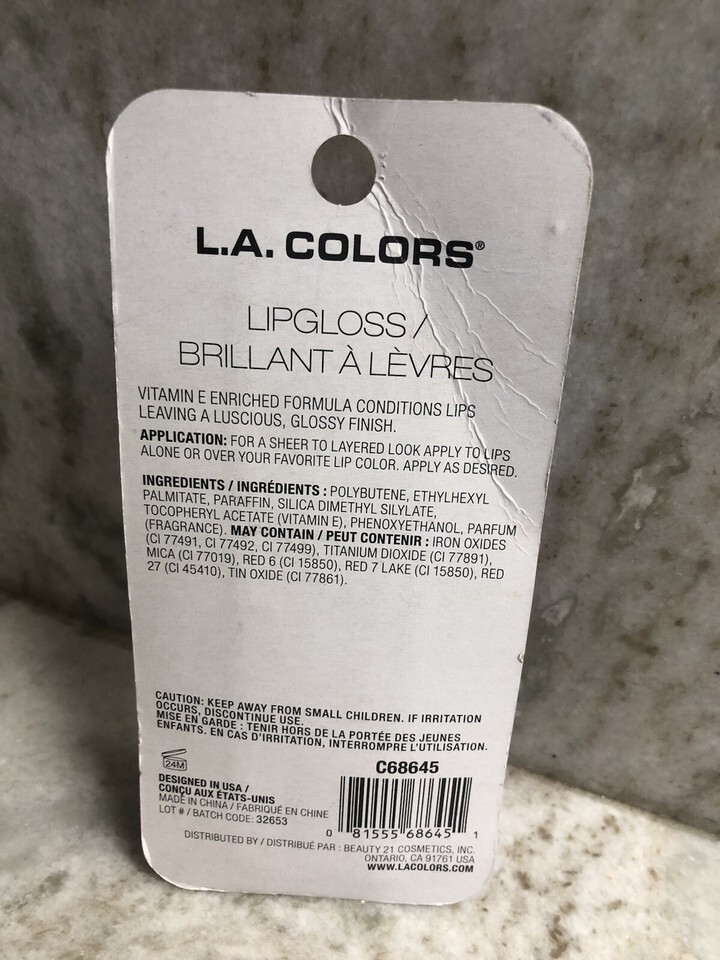 L.A. COLORS®
LIPGLOSS /
BRILLANT À LÈVRES
VITAMIN E ENRICHED FORMULA CONDITIONS LIPS
LEAVING A LUSCIOUS, GLOSSY FINISH.
APPLICATION: FOR A SHEER TO LAYERED LOOK APPLY TO LIPS
ALONE OR OVER YOUR FAVORITE LIP COLOR. APPLY AS DESIRED.
INGREDIENTS / INGRÉDIENTS : POLYBUTENE, ETHYLHEXYL
PALMITATE, PARAFFIN, SILICA DIMETHYL SILYLATE,
TOCOPHERYL ACETATE (VITAMIN E), PHENOXYETHANOL, PARFUM
(FRAGRANCE). MAY CONTAIN / PEUT CONTENIR : IRON OXIDES
(CI 77491, CI 77492, CI 77499), TITANIUM DIOXIDE (CI 77891),
MICA (CI 77019), RED 6 (CI 15850), RED 7 LAKE (CI 15850), RED
27 (CI 45410), TIN OXIDE (CI 77861).
CAUTION: KEEP AWAY FROM SMALL CHILDREN. IF IRRITATION
OCCURS, DISCONTINUE USE.
MISE EN GARDE : TENIR HORS DE LA PORTÉE DES JEUNES
ENFANTS. EN CAS D'IRRITATION, INTERROMPRE L'UTILISATION.
24M
C68645
DESIGNED IN USA /
CONÇU AUX ÉTATS-UNIS
MADE IN CHINA / FABRIQUÉ EN CHINE
LOT # / BATCH CODE: 32653
0 81555 68645 1
DISTRIBUTED BY / DISTRIBUÉ PAR : BEAUTY 21 COSMETICS, INC.
ONTARIO, CA 91761 USA
WWW.LACOLORS.COM